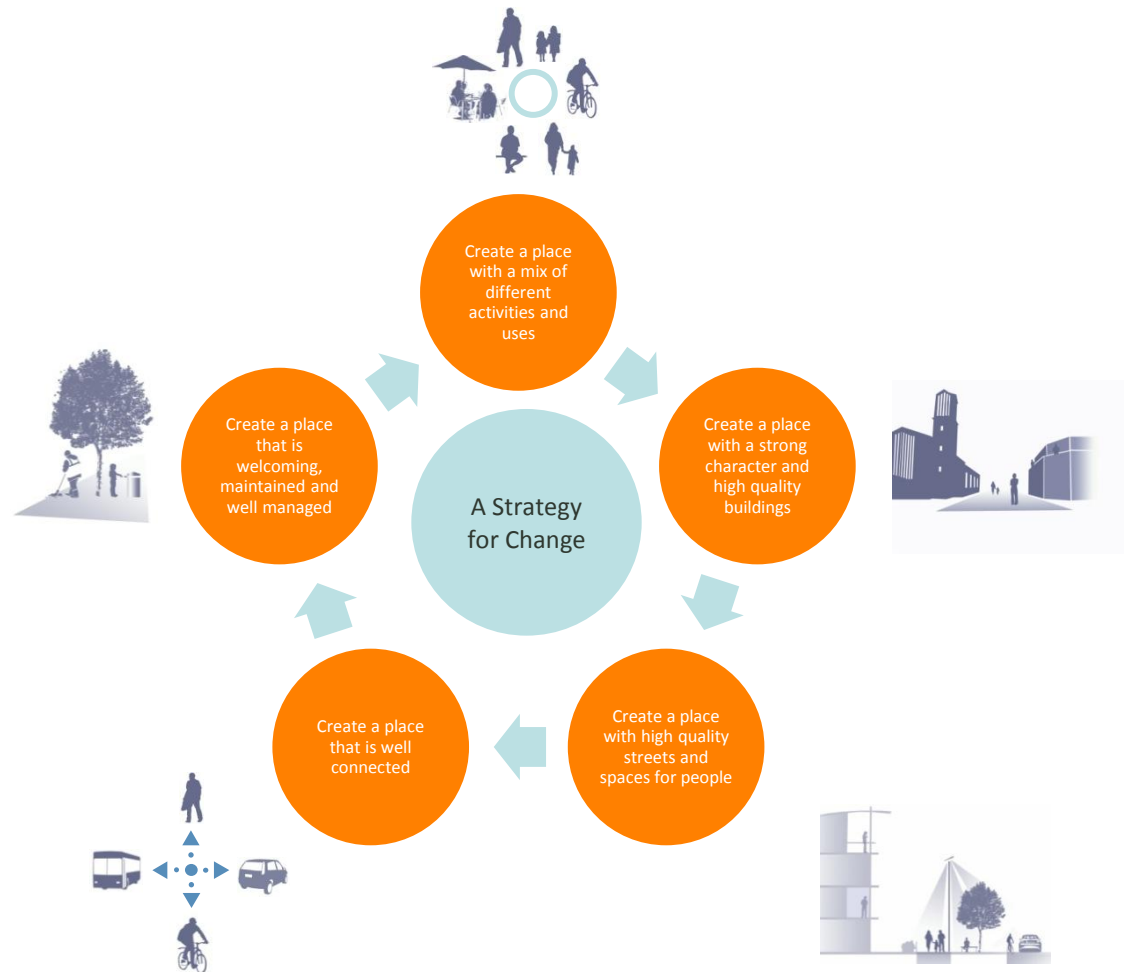 Create a place
with a mix of
different
activities and
uses
Create a place
with a strong
character and
high quality
buildings
Create a place
with high quality
streets and
spaces for people
Create a place
that is well
connected
Create a place
that is
welcoming,
maintained and
well managed
A Strategy
for Change